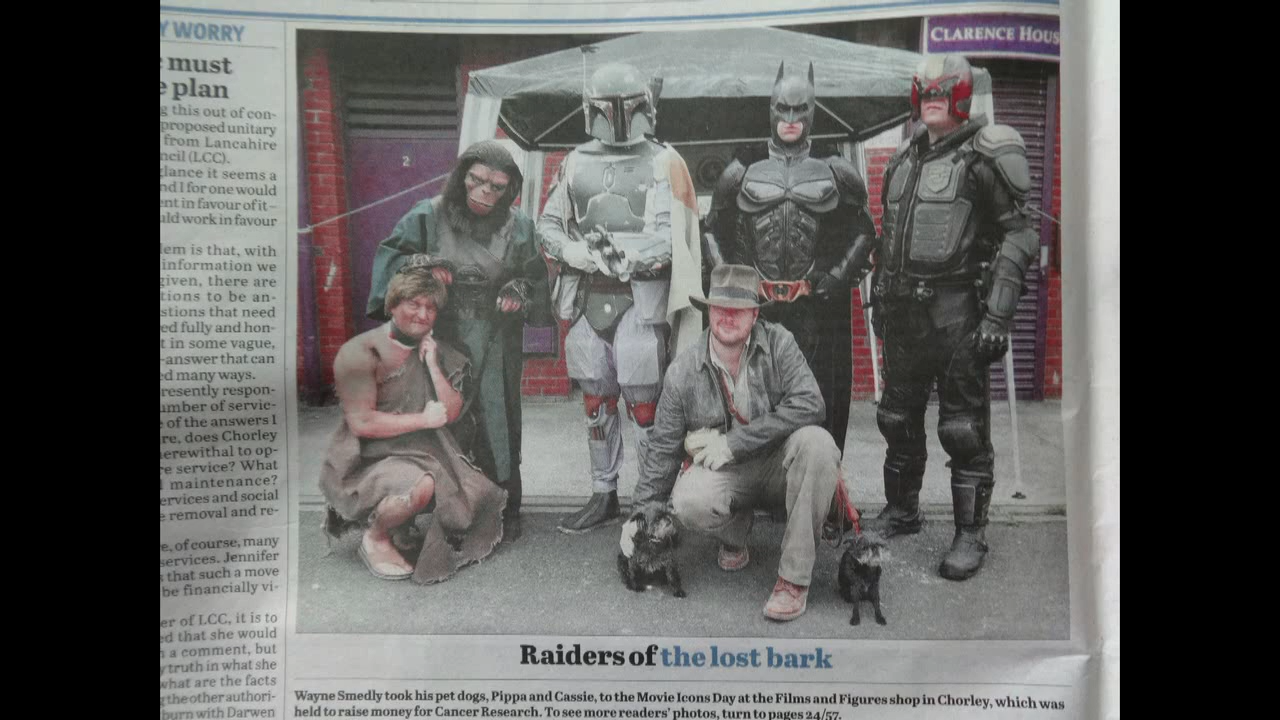 Y WORRY
must
plan
g this out of con-
proposed unitary
from Lancahire
ncil (LCC).
glance it seems a
nd I for one would
ent in favour of it –
uld work in favour
lem is that, with
information we
given, there are
tions to be an-
stions that need
ed fully and hon-
t in some vague,
-answer that can
ed many ways.
resently respon-
umber of servic-
of the answers I
re, does Chorley
erewithal to op-
e service? What
maintenance?
ervices and social
e removal and re-
e, of course, many
services. Jennifer
that such a move
be financially vi-
er of LCC, it is to
ed that she would
a comment, but
truth in what she
what are the facts
the other authori-
burn with Darwen
CLARENCE HOUS
2
Raiders of the lost bark
Wayne Smedly took his pet dogs, Pippa and Cassie, to the Movie Icons Day at the Films and Figures shop in Chorley, which was
held to raise money for Cancer Research. To see more readers' photos, turn to pages 24/57.